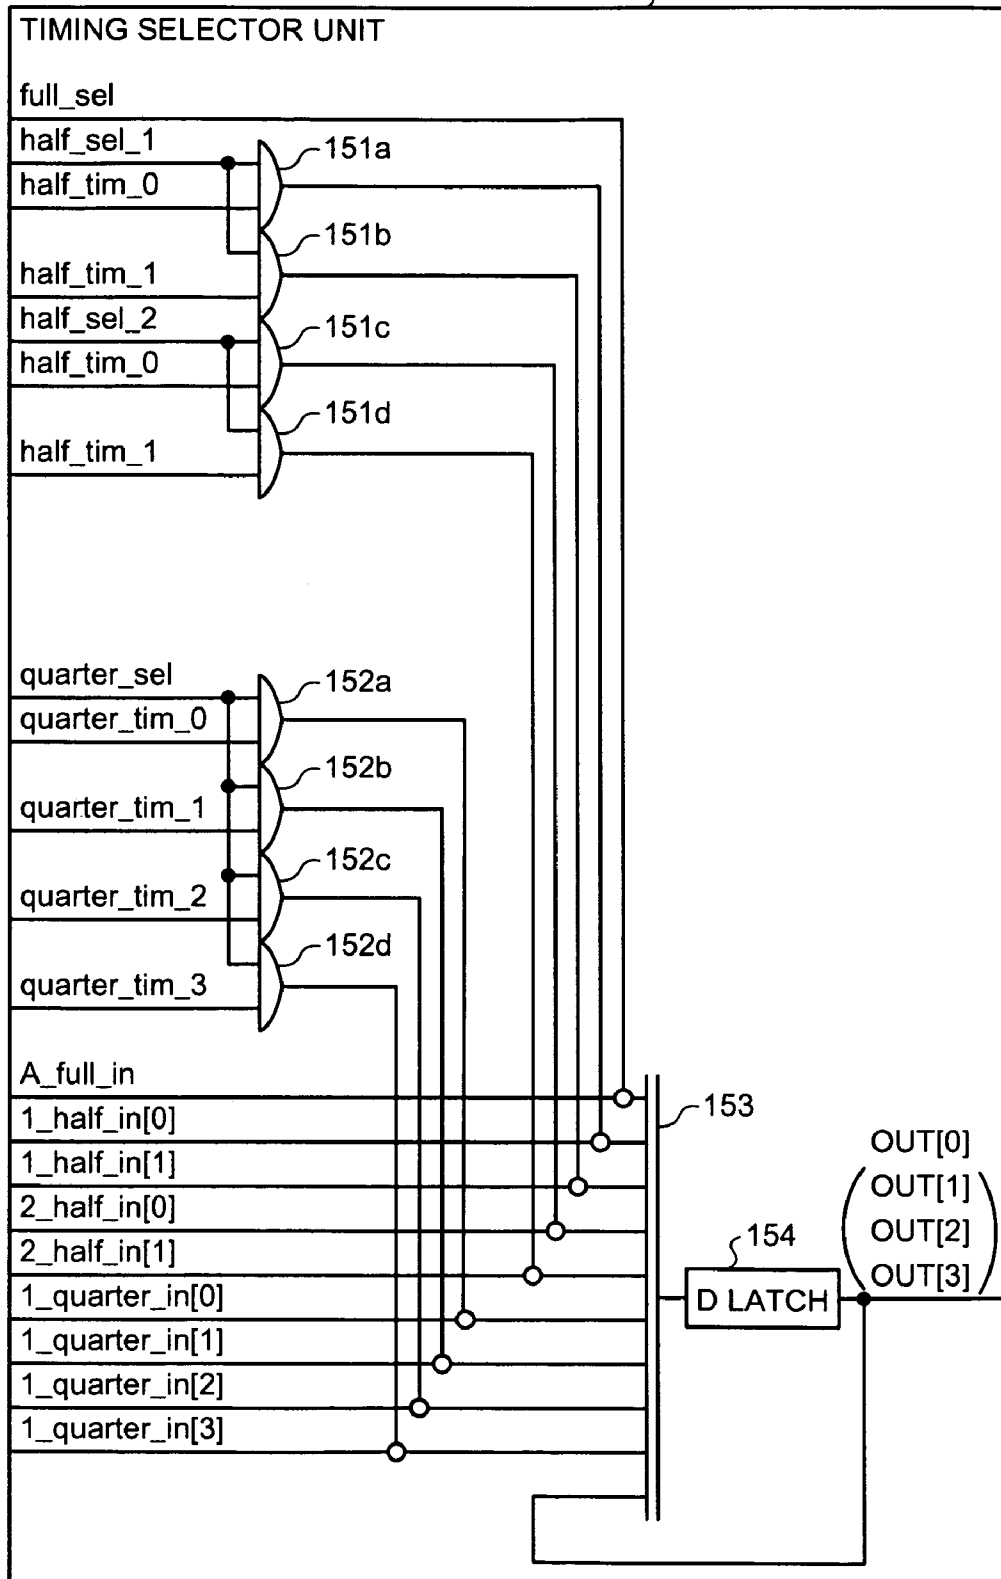 TIMING SELECTOR UNIT
full_sel
half_sel_1
151a
half_tim_0
151b
half_tim_1
half_sel_2
151c
half_tim_0
151d
half_tim_1
quarter_sel
152a
quarter_tim_0
152b
quarter_tim_1
152c
quarter_tim_2
152d
quarter_tim_3
A_full_in
153
1_half_in[0]
OUT[0]
1_half_in[1]
OUT[1]
2_half_in[0]
OUT[2]
2_half_in[1]
154
OUT[3]
1_quarter_in[0]
D LATCH
1_quarter_in[1]
1_quarter_in[2]
1_quarter_in[3]